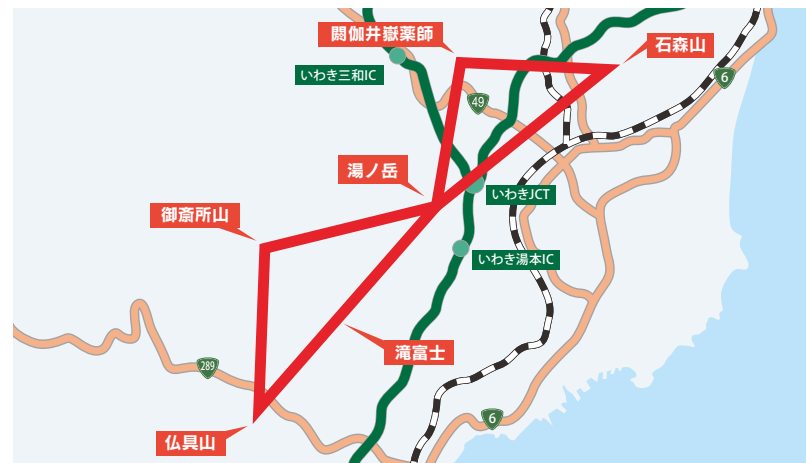 閼伽井嶽薬師
石森山
いわき三和IC
6
49
湯ノ岳
いわきJCT
御斎所山
いわき湯本IC
滝富士
289
6
仏具山